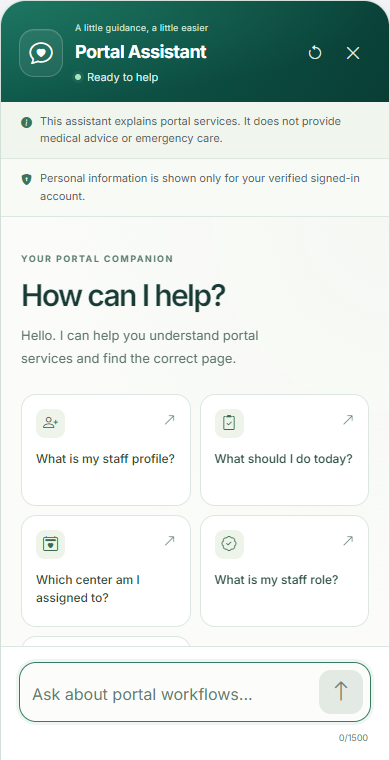 A little guidance, a little easier
Portal Assistant
Ready to help
This assistant explains portal services. It does not provide
medical advice or emergency care.
Personal information is shown only for your verified signed-in
account.
YOUR PORTAL COMPANION
How can I help?
Hello. I can help you understand portal
services and find the correct page.
What is my staff profile?
What should I do today?
Which center am I
assigned to?
What is my staff role?
Ask about portal workflows...
0/1500